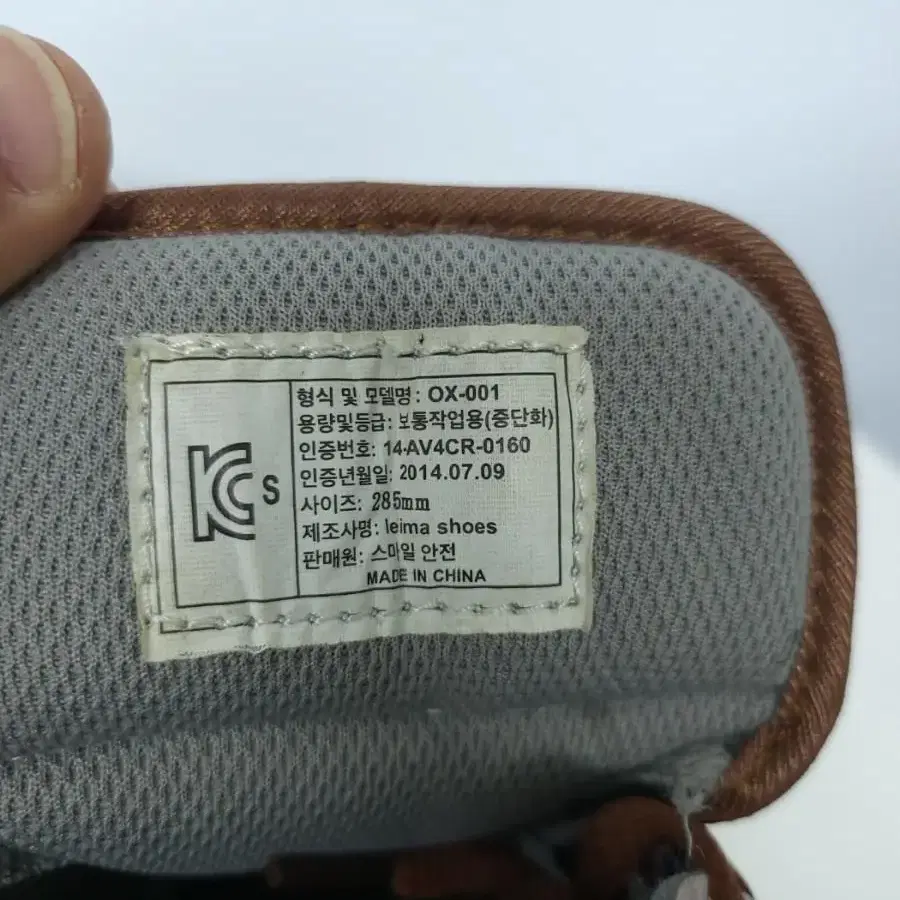 KCs
형식 및 모델명: OX-001
용량및등급: 보통작업용(중단화)
인증번호: 14-AV4CR-0160
인증년월일: 2014.07.09
사이즈: 285mm
제조사명: leima shoes
판매원: 스마일 안전
MADE IN CHINA